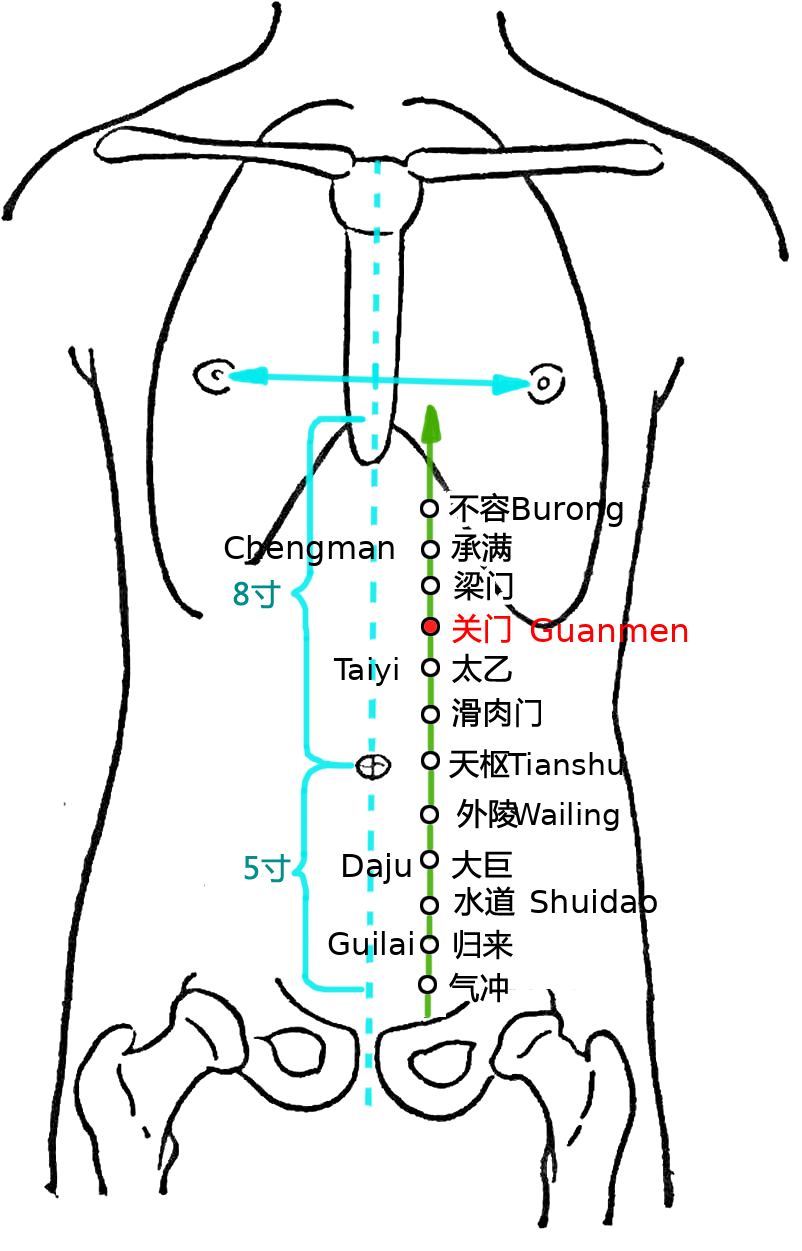 不容Burong
Chengman 承满
梁门
8寸
关门 Guanmen
Taiyi 太乙
滑肉门
天枢Tianshu
外陵Wailing
5寸
Daju 大巨
水道 Shuidao
Guilai 归来
气冲